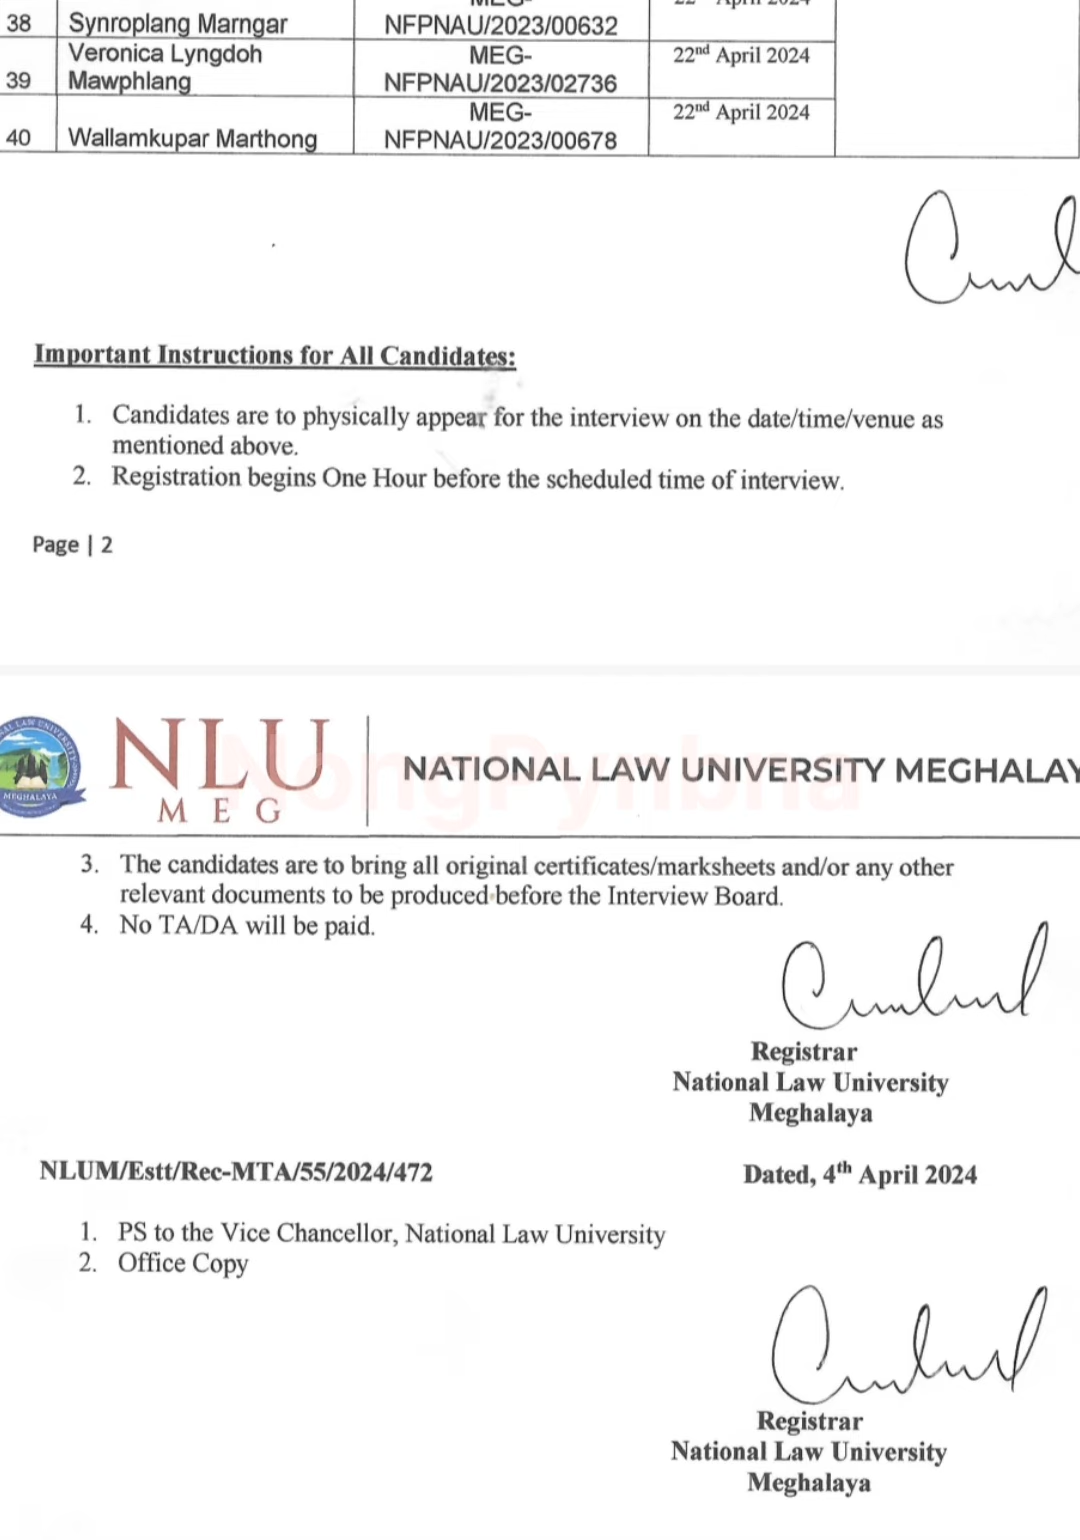 38 Synroplang Marngar NFPNAU/2023/00632
Veronica Lyngdoh MEG- 22nd April 2024
39 Mawphlang NFPNAU/2023/02736
MEG- 22nd April 2024
40 Wallamkupar Marthong NFPNAU/2023/00678
Important Instructions for All Candidates:
1. Candidates are to physically appear for the interview on the date/time/venue as
mentioned above.
2. Registration begins One Hour before the scheduled time of interview.
Page | 2
NLU
MEG
NATIONAL LAW UNIVERSITY MEGHALAY
MEGHALAYA
NongPynbna
3. The candidates are to bring all original certificates/marksheets and/or any other
relevant documents to be produced before the Interview Board.
4. No TA/DA will be paid.
Registrar
National Law University
Meghalaya
NLUM/Estt/Rec-MTA/55/2024/472 Dated, 4th April 2024
1. PS to the Vice Chancellor, National Law University
2. Office Copy
Registrar
National Law University
Meghalaya